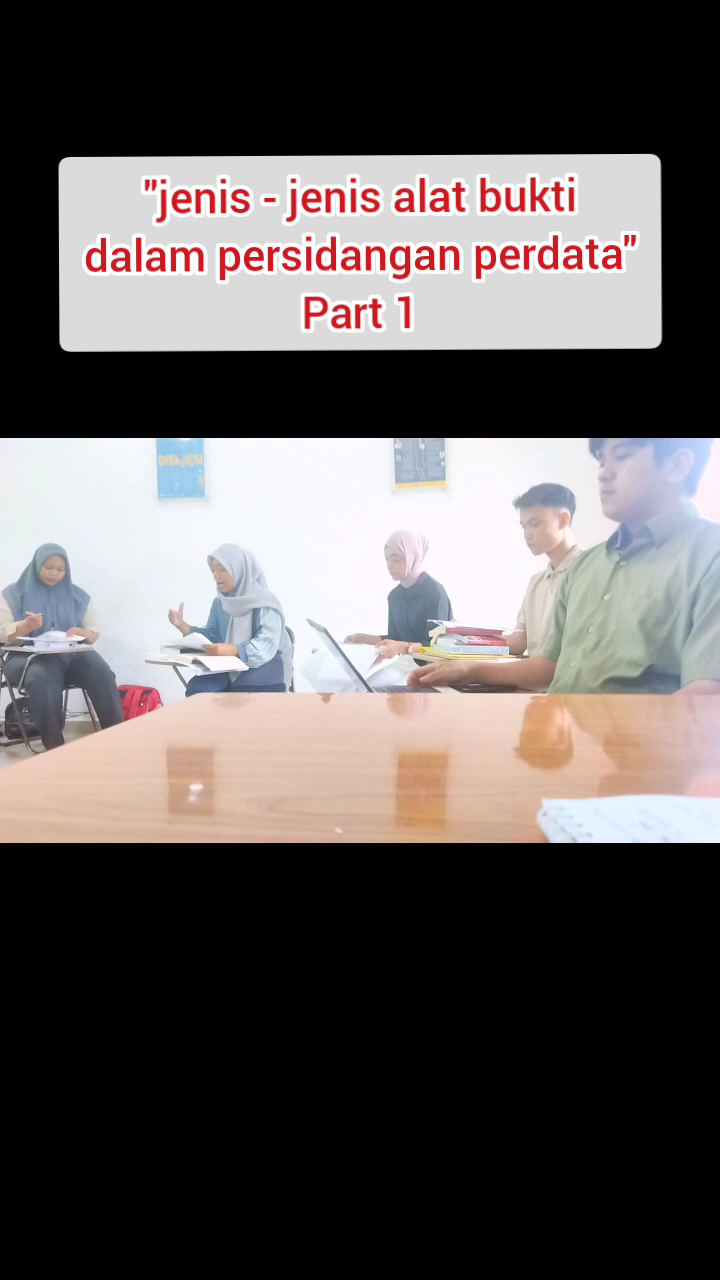 "jenis - jenis alat bukti
dalam persidangan perdata"
Part 1